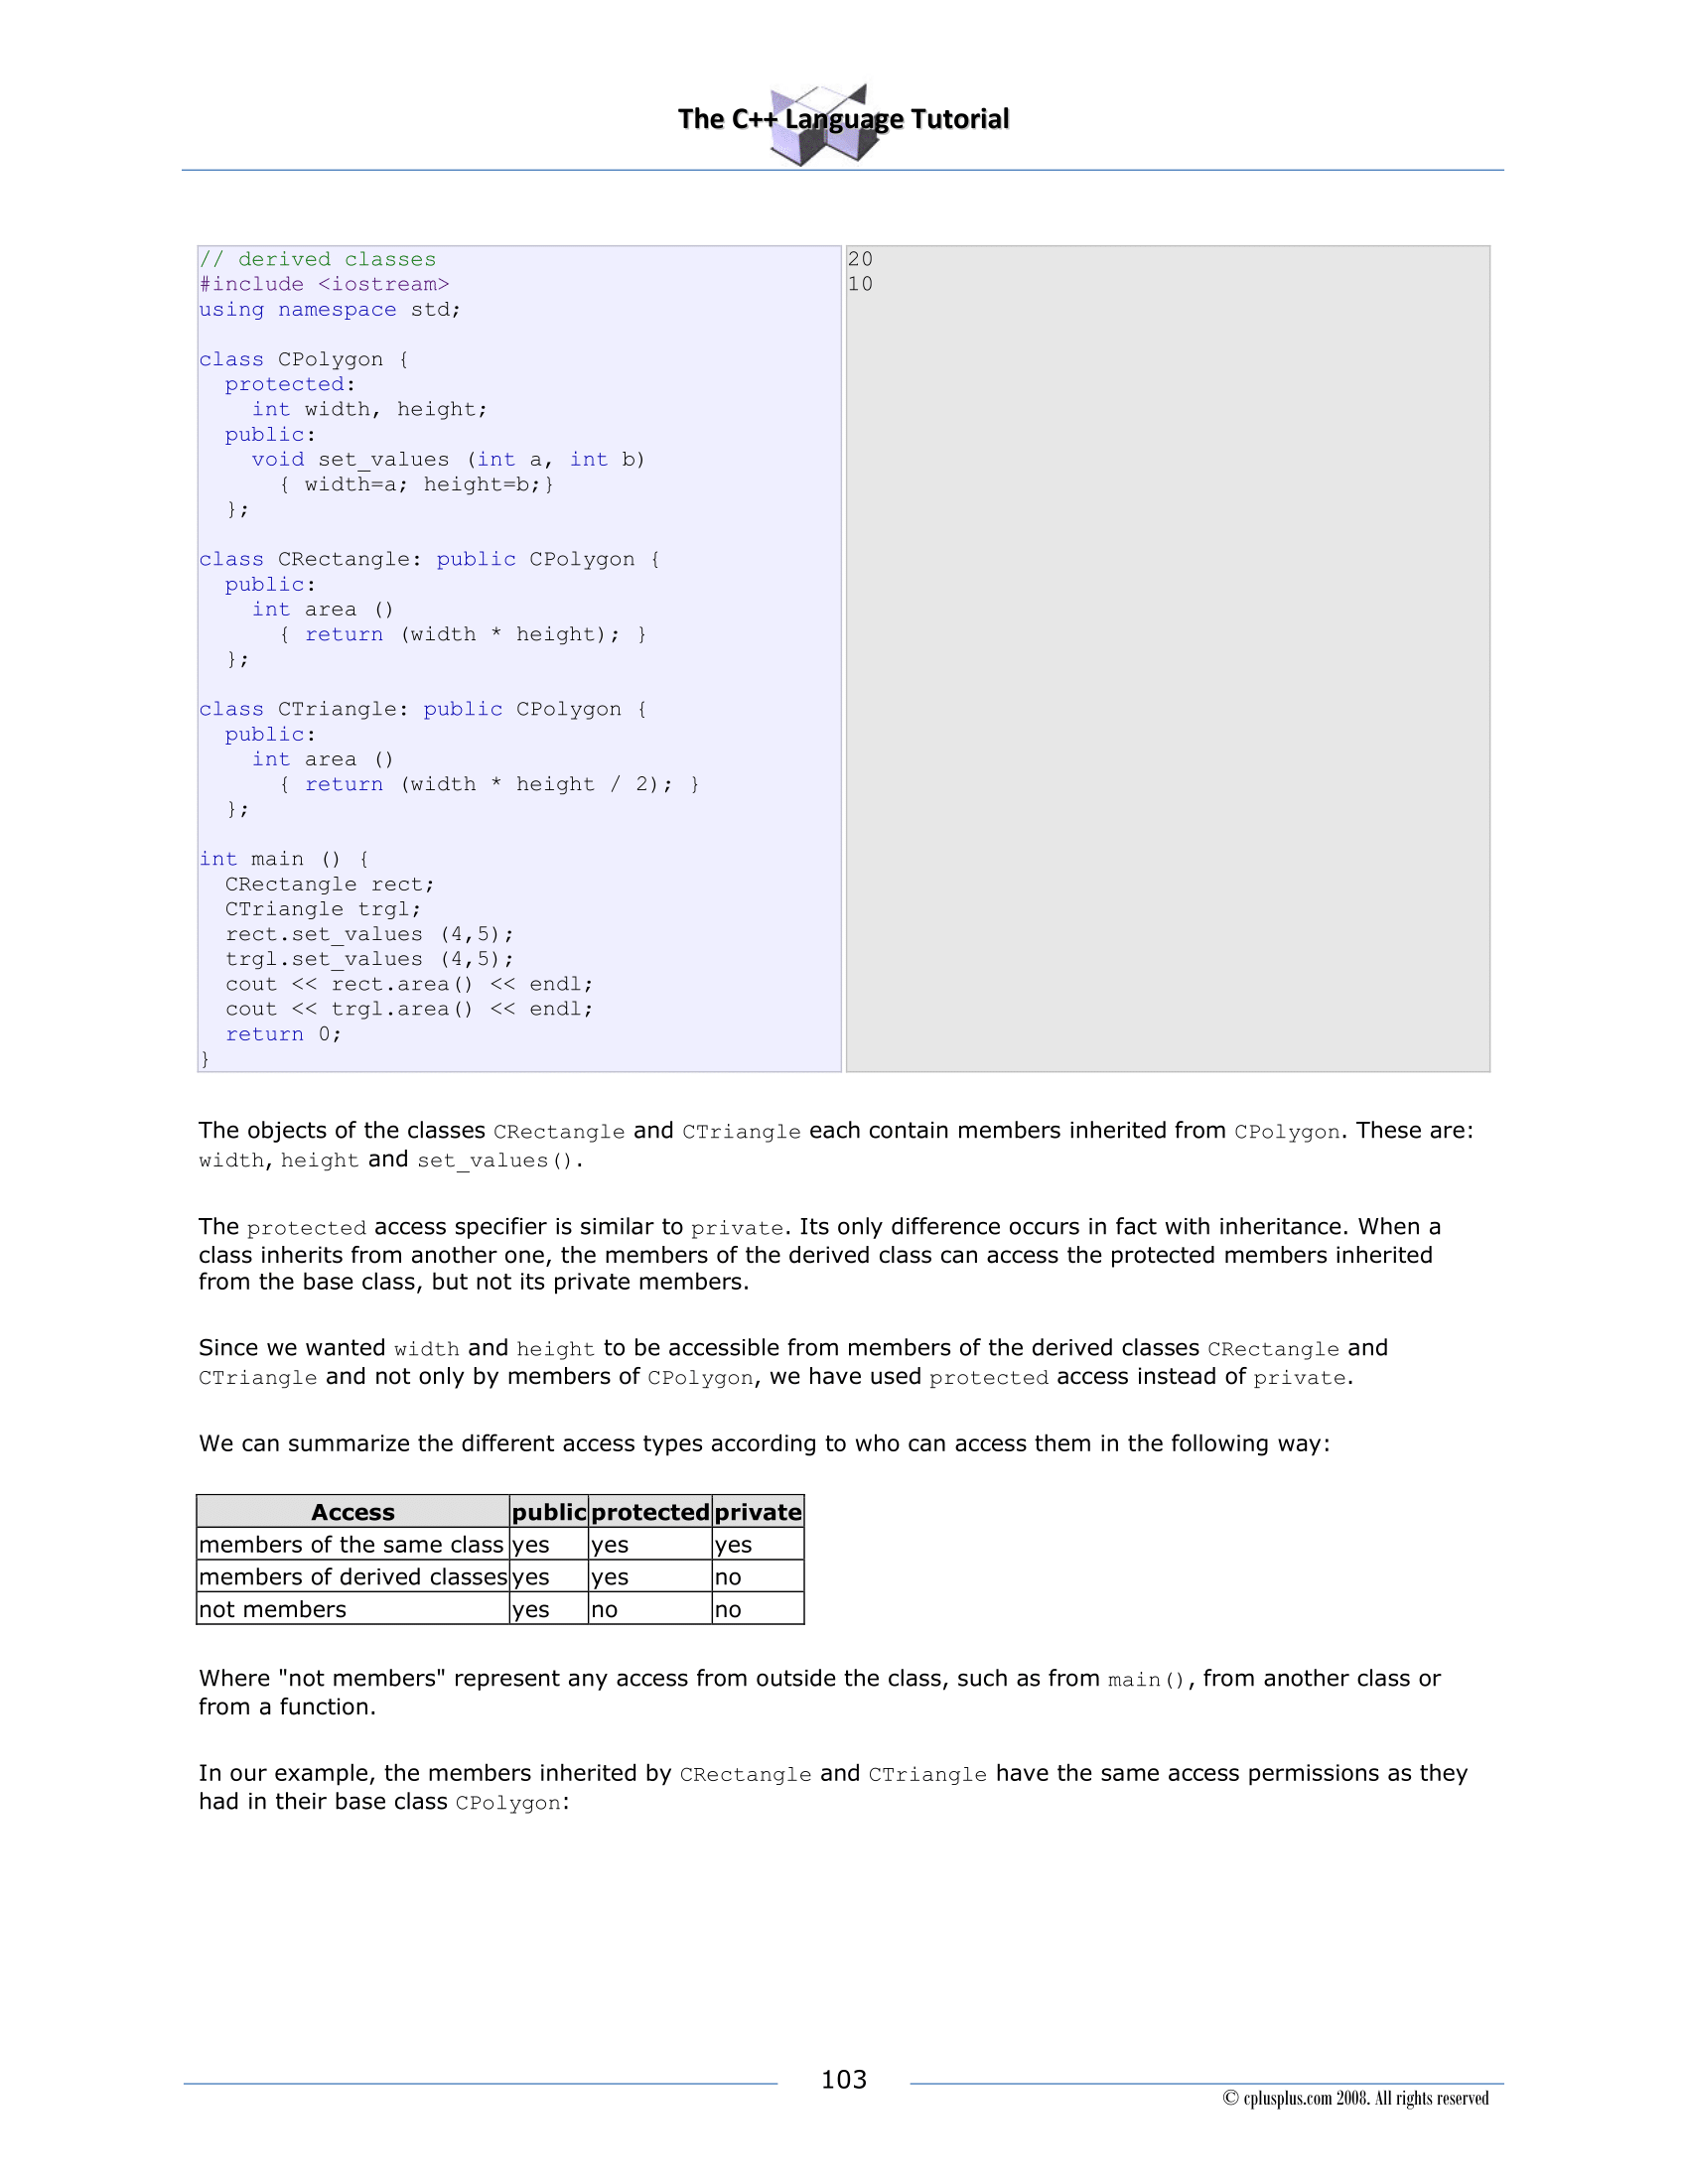 The C++ Language Tutorial
// derived classes
#include <iostream>
using namespace std;
class CPolygon {
  protected:
    int width, height;
  public:
    void set_values (int a, int b)
      { width=a; height=b;}
  };
class CRectangle: public CPolygon {
  public:
    int area ()
      { return (width * height); }
  };
class CTriangle: public CPolygon {
  public:
    int area ()
      { return (width * height / 2); }
  };
int main () {
  CRectangle rect;
  CTriangle trgl;
  rect.set_values (4,5);
  trgl.set_values (4,5);
  cout << rect.area() << endl;
  cout << trgl.area() << endl;
  return 0;
}
20
10
The objects of the classes CRectangle and CTriangle each contain members inherited from CPolygon. These are:
width, height and set_values().
The protected access specifier is similar to private. Its only difference occurs in fact with inheritance. When a
class inherits from another one, the members of the derived class can access the protected members inherited
from the base class, but not its private members.
Since we wanted width and height to be accessible from members of the derived classes CRectangle and
CTriangle and not only by members of CPolygon, we have used protected access instead of private.
We can summarize the different access types according to who can access them in the following way:
Access public protected private
members of the same class yes yes yes
members of derived classes yes yes no
not members yes no no
Where "not members" represent any access from outside the class, such as from main(), from another class or
from a function.
In our example, the members inherited by CRectangle and CTriangle have the same access permissions as they
had in their base class CPolygon:
103
© cplusplus.com 2008. All rights reserved